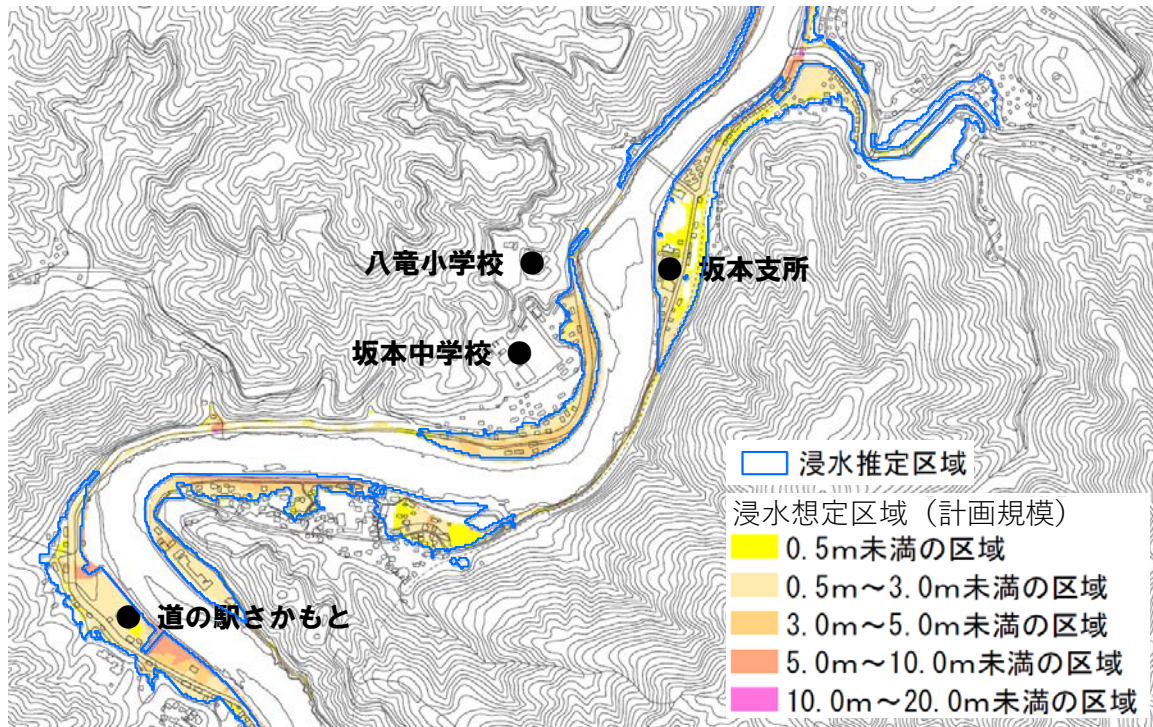 八竜小学校
坂本支所
坂本中学校
道の駅さかもと
浸水推定区域
浸水想定区域（計画規模）
0.5m未満の区域
0.5m～3.0m未満の区域
3.0m～5.0m未満の区域
5.0m～10.0m未満の区域
10.0m～20.0m未満の区域